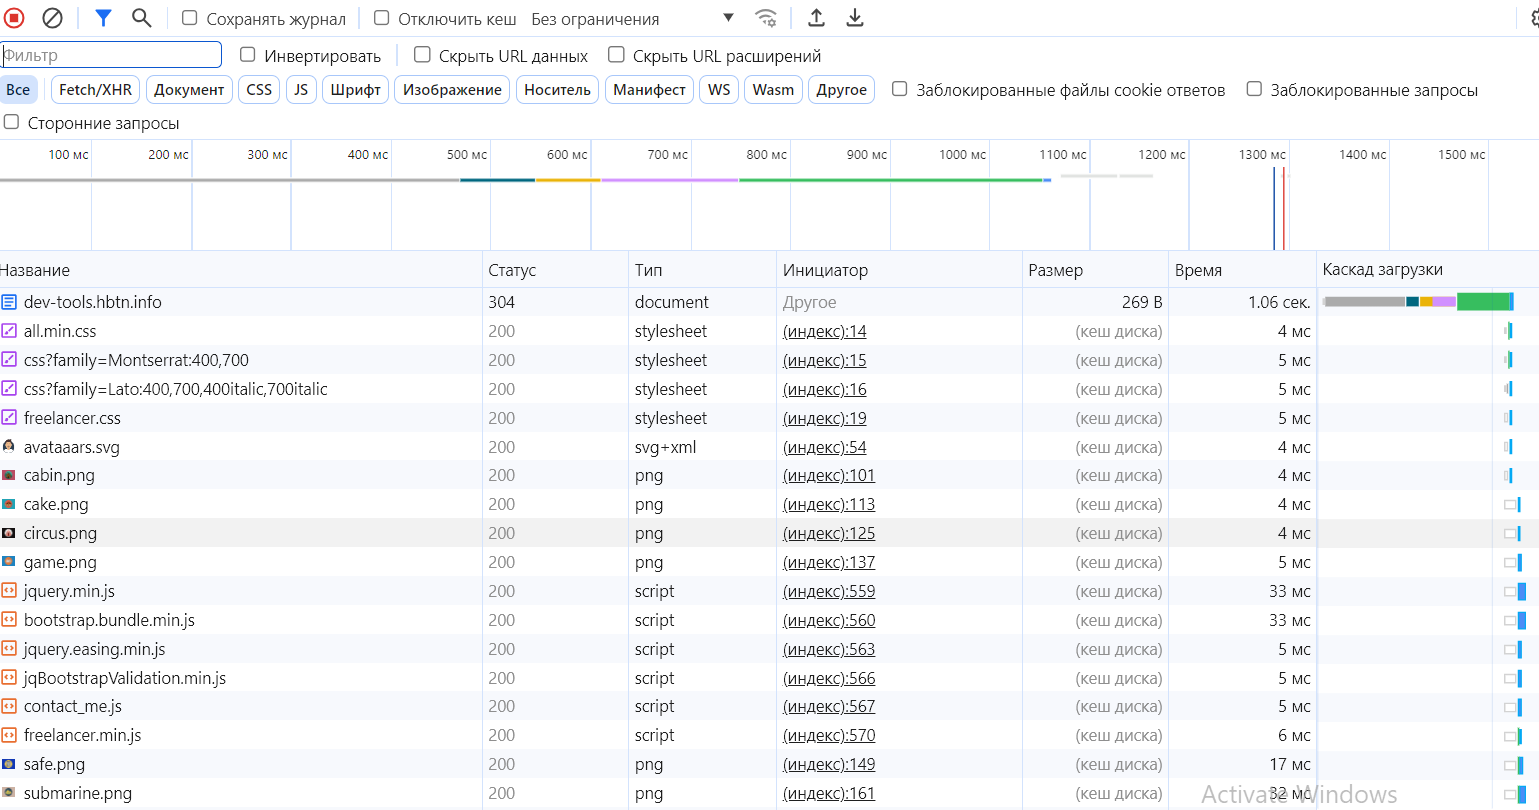 Сохранять журнал Отключить кеш Без ограничения
Фильтр Инвертировать Скрыть URL данных Скрыть URL расширений
Все Fetch/XHR Документ CSS JS Шрифт Изображение Носитель Манифест WS Wasm Другое Заблокированные файлы cookie ответов Заблокированные запросы
Сторонние запросы
100 мс 200 мс 300 мс 400 мс 500 мс 600 мс 700 мс 800 мс 900 мс 1000 мс 1100 мс 1200 мс 1300 мс 1400 мс 1500 мс
Название Статус Тип Инициатор Размер Время Каскад загрузки
dev-tools.hbtn.info 304 document Другое 269 B 1.06 сек.
all.min.css 200 stylesheet (индекс):14 (кеш диска) 4 мс
css?family=Montserrat:400,700 200 stylesheet (индекс):15 (кеш диска) 5 мс
css?family=Lato:400,700,400italic,700italic 200 stylesheet (индекс):16 (кеш диска) 5 мс
freelancer.css 200 stylesheet (индекс):19 (кеш диска) 5 мс
avataaars.svg 200 svg+xml (индекс):54 (кеш диска) 4 мс
cabin.png 200 png (индекс):101 (кеш диска) 4 мс
cake.png 200 png (индекс):113 (кеш диска) 4 мс
circus.png 200 png (индекс):125 (кеш диска) 4 мс
game.png 200 png (индекс):137 (кеш диска) 5 мс
jquery.min.js 200 script (индекс):559 (кеш диска) 33 мс
bootstrap.bundle.min.js 200 script (индекс):560 (кеш диска) 33 мс
jquery.easing.min.js 200 script (индекс):563 (кеш диска) 5 мс
jqBootstrapValidation.min.js 200 script (индекс):566 (кеш диска) 5 мс
contact_me.js 200 script (индекс):567 (кеш диска) 5 мс
freelancer.min.js 200 script (индекс):570 (кеш диска) 6 мс
safe.png 200 png (индекс):149 (кеш диска) 17 мс
submarine.png 200 png (индекс):161 (кеш диска) 32 мс
Activate Windows